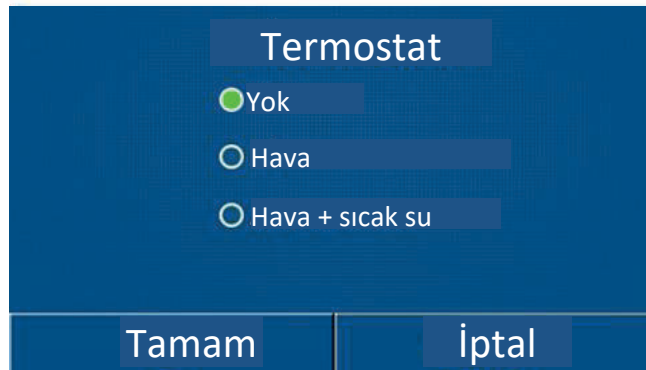 Termostat
Yok
Hava
Hava + sıcak su
Tamam
İptal